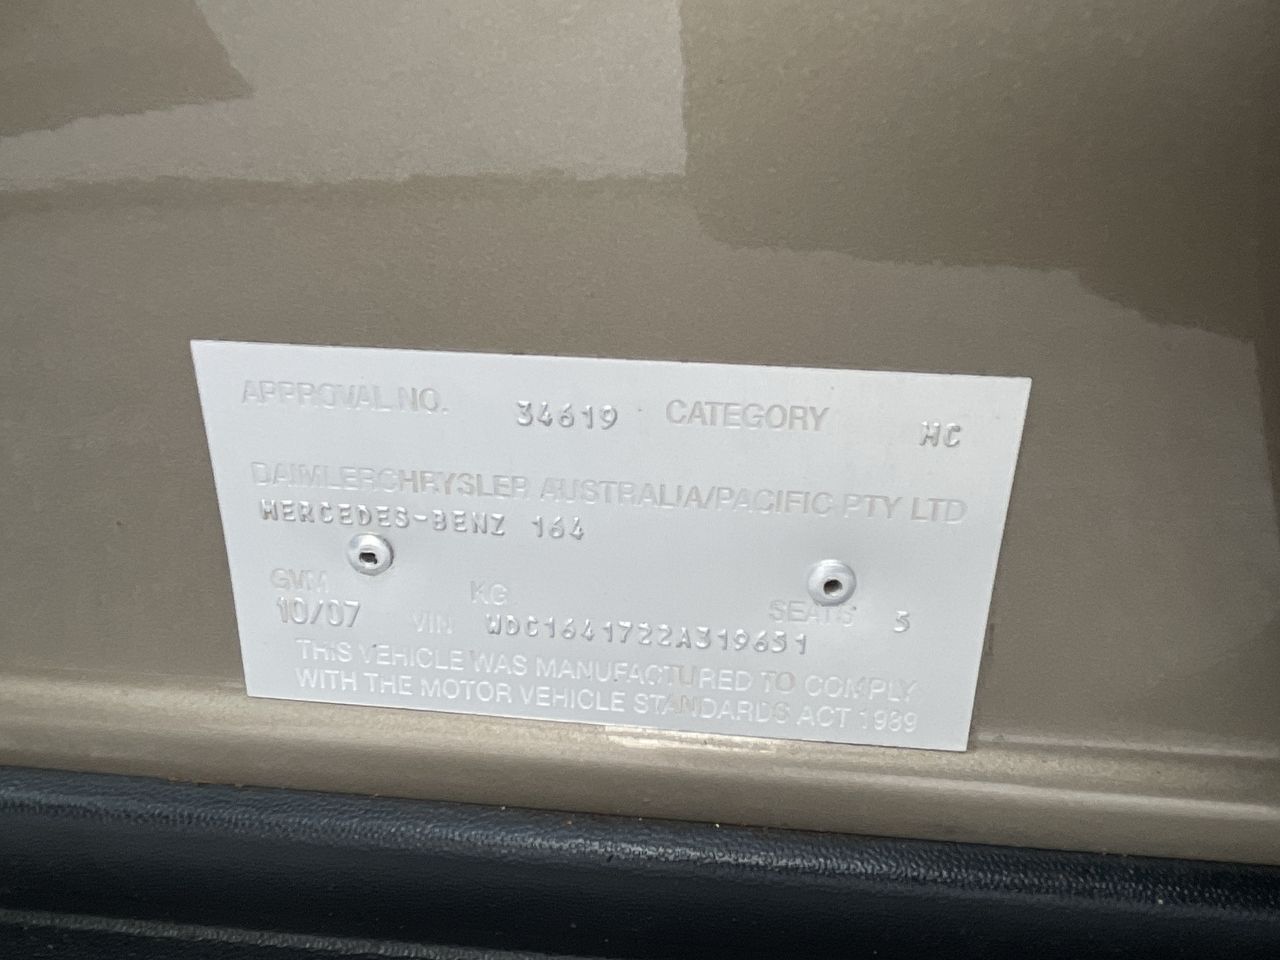 APPROVAL NO. 34619 CATEGORY MC
DAIMLERCHRYSLER AUSTRALIA/PACIFIC PTY LTD
MERCEDES-BENZ 164
GVM KG SEATS 5
10/07 VIN WDC1641722A319651
THIS VEHICLE WAS MANUFACTURED TO COMPLY
WITH THE MOTOR VEHICLE STANDARDS ACT 1989